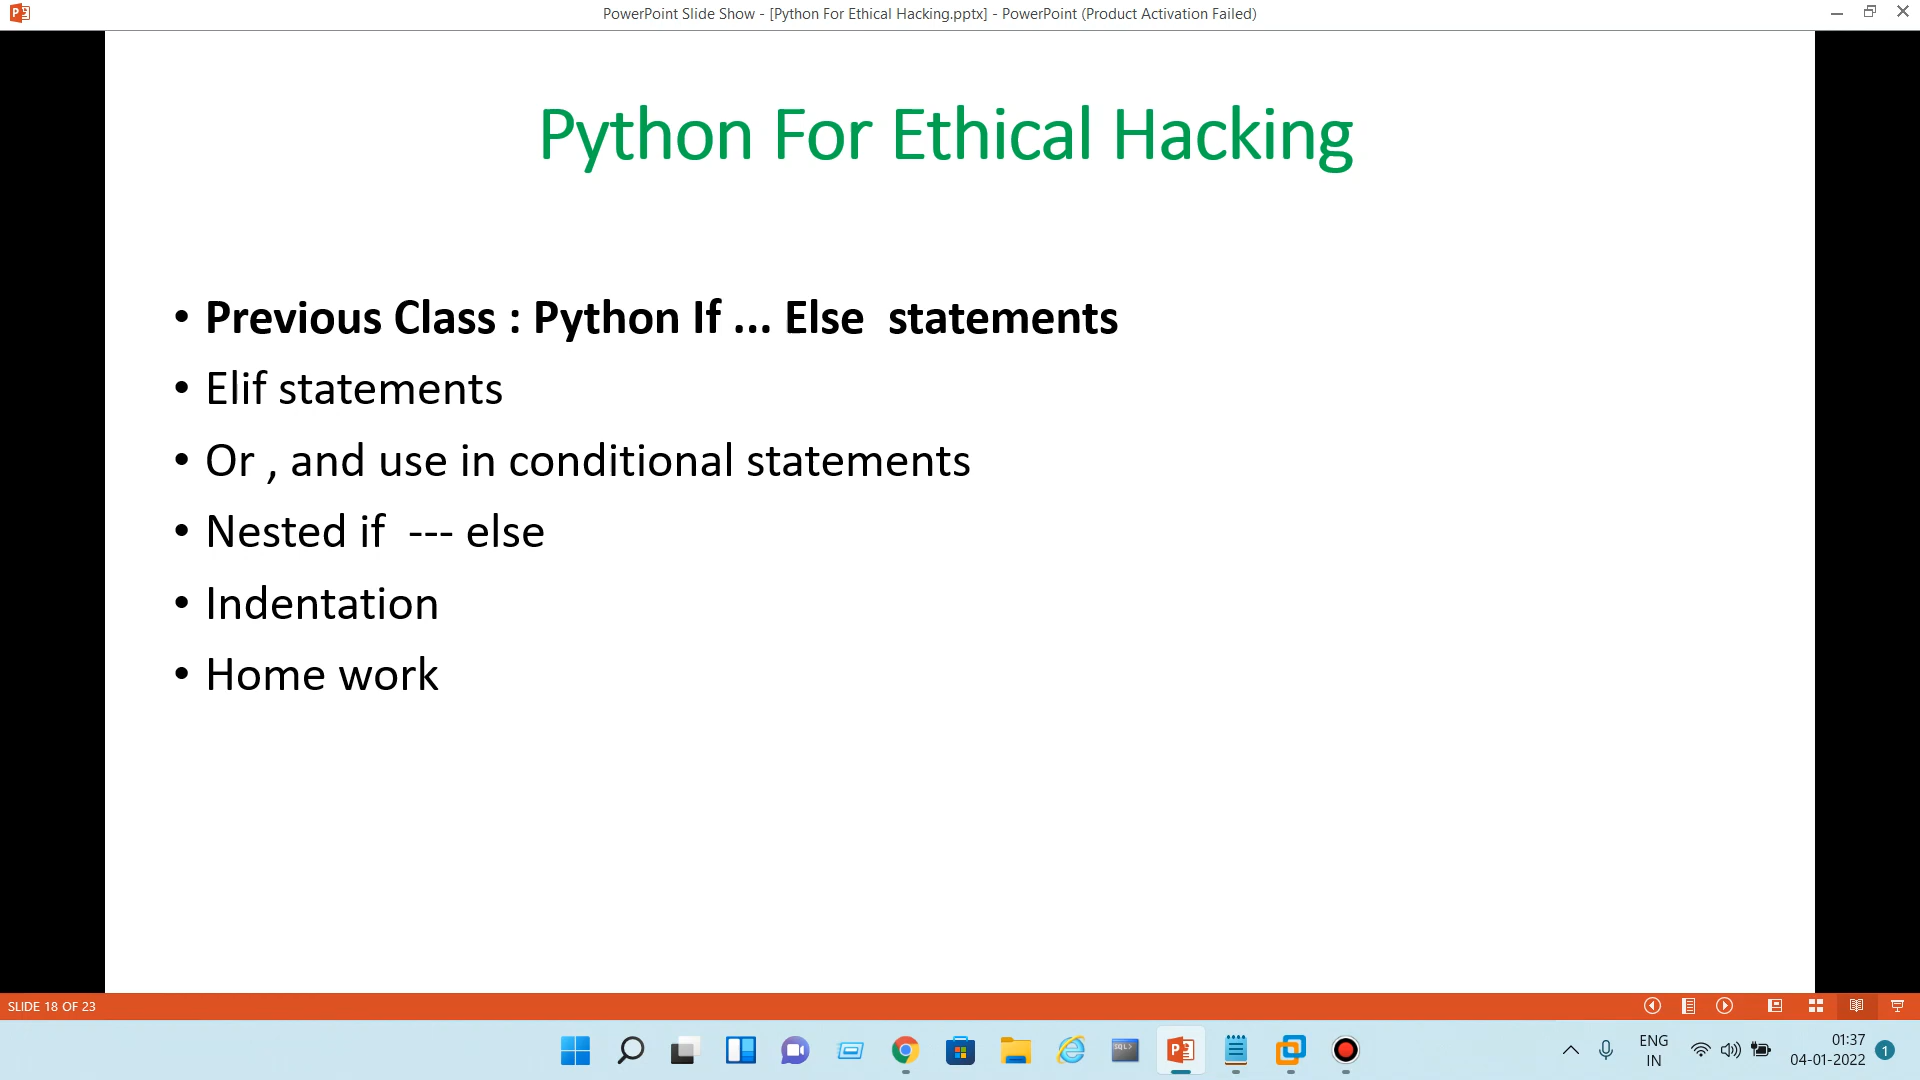 PowerPoint Slide Show - [Python For Ethical Hacking.pptx] - PowerPoint (Product Activation Failed)
Python For Ethical Hacking
• Previous Class : Python If ... Else  statements
• Elif statements
• Or , and use in conditional statements
• Nested if  --- else
• Indentation
• Home work
SLIDE 18 OF 23
ENG
IN
01:37
04-01-2022
1
SQL>